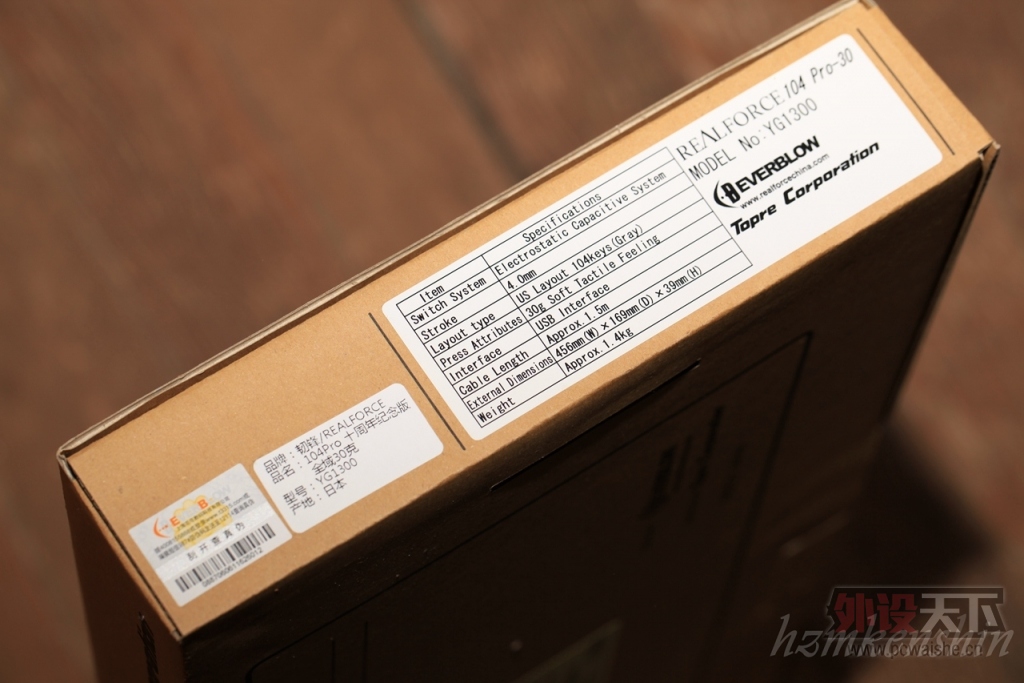 REALFORCE 104 Pro-30
MODEL No:YG1300
EVERBLOW
www.realforcechina.com
Topre Corporation
Item Specifications
Switch System Electrostatic Capacitive System
Stroke 4.0mm
Layout type US Layout 104keys(Gray)
Press Attributes 30g Soft Tactile Feeling
Interface USB Interface
Cable Length Approx.1.5m
External Dimensions 456mm(W)×169mm(D)×39mm(H)
Weight Approx.1.4kg
品牌：韧锋/REALFORCE
品名：104Pro 十周年纪念版
全域30克
型号：YG1300
产地：日本
刮开查真伪
外设天下
www.pcwaishe.cn
hzmkenshin